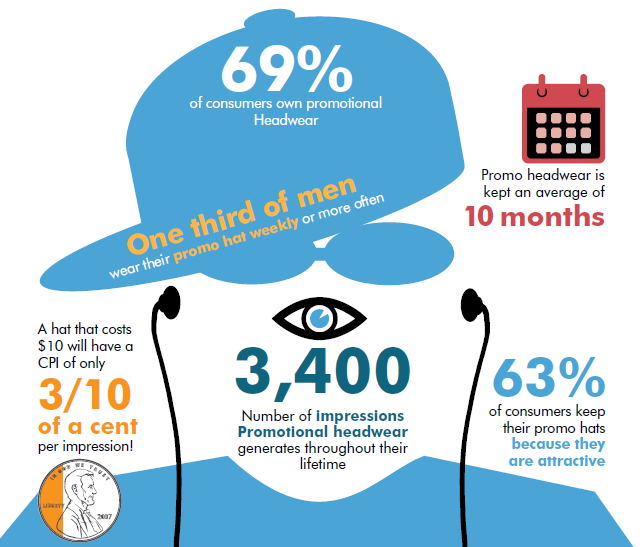 69%
of consumers own promotional
Headwear
One third of men
wear their promo hat weekly or more often
Promo headwear is
kept an average of
10 months
A hat that costs
$10 will have a
CPI of only
3/10
of a cent
per impression!
IN GOD WE TRUST
LIBERTY
2007
3,400
Number of impressions
Promotional headwear
generates throughout their
lifetime
63%
of consumers keep
their promo hats
because they
are attractive